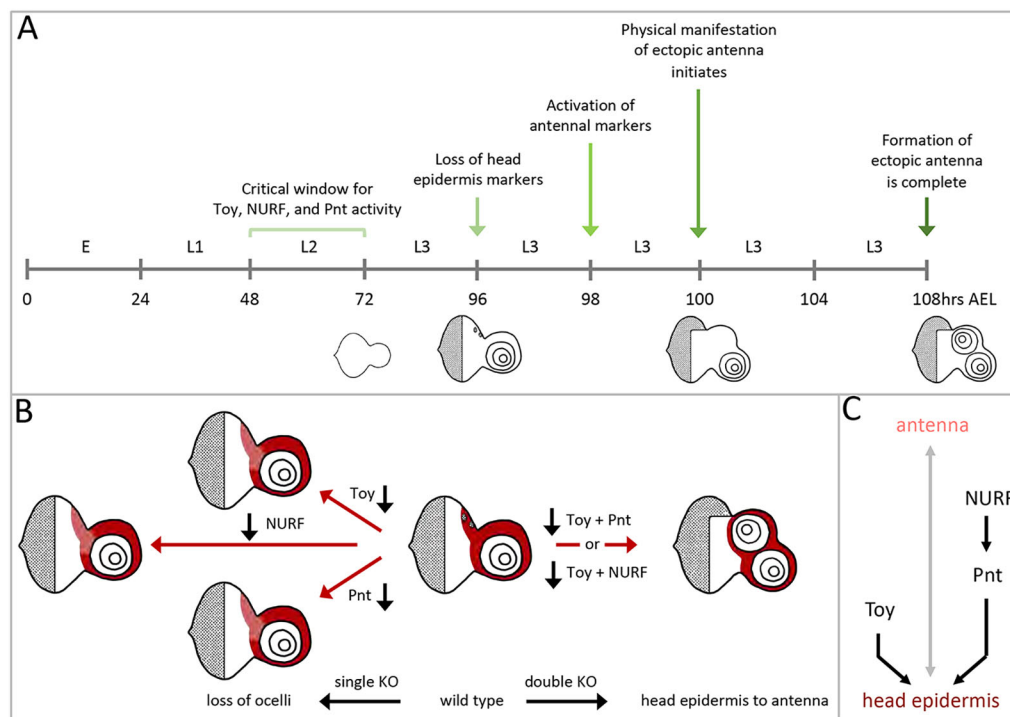 A
Physical manifestation
of ectopic antenna
initiates
Activation of
antennal markers
Formation of
ectopic antenna
is complete
Loss of head
epidermis markers
Critical window for
Toy, NURF, and Pnt activity
E L1 L2 L3 L3 L3 L3 L3
0 24 48 72 96 98 100 104 108hrs AEL
B
Toy
NURF
Toy + Pnt
or
Toy + NURF
Pnt
single KO
double KO
loss of ocelli
wild type
head epidermis to antenna
C
antenna
NURF
Pnt
Toy
head epidermis